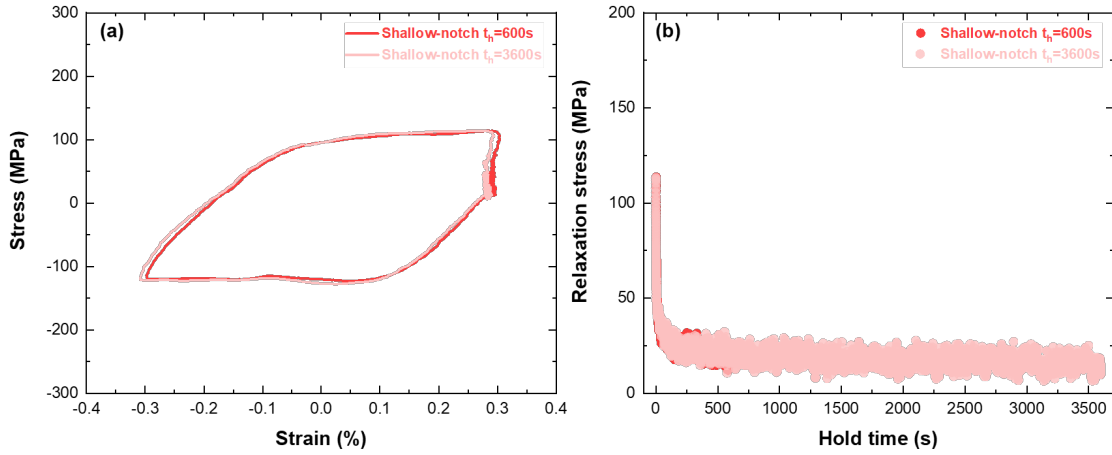 (a)
Shallow-notch th=600s
Shallow-notch th=3600s
300
200
100
0
-100
-200
-300
Stress (MPa)
-0.4 -0.3 -0.2 -0.1 0.0 0.1 0.2 0.3 0.4
Strain (%)
(b)
Shallow-notch th=600s
Shallow-notch th=3600s
200
150
100
50
0
Relaxation stress (MPa)
0 500 1000 1500 2000 2500 3000 3500
Hold time (s)